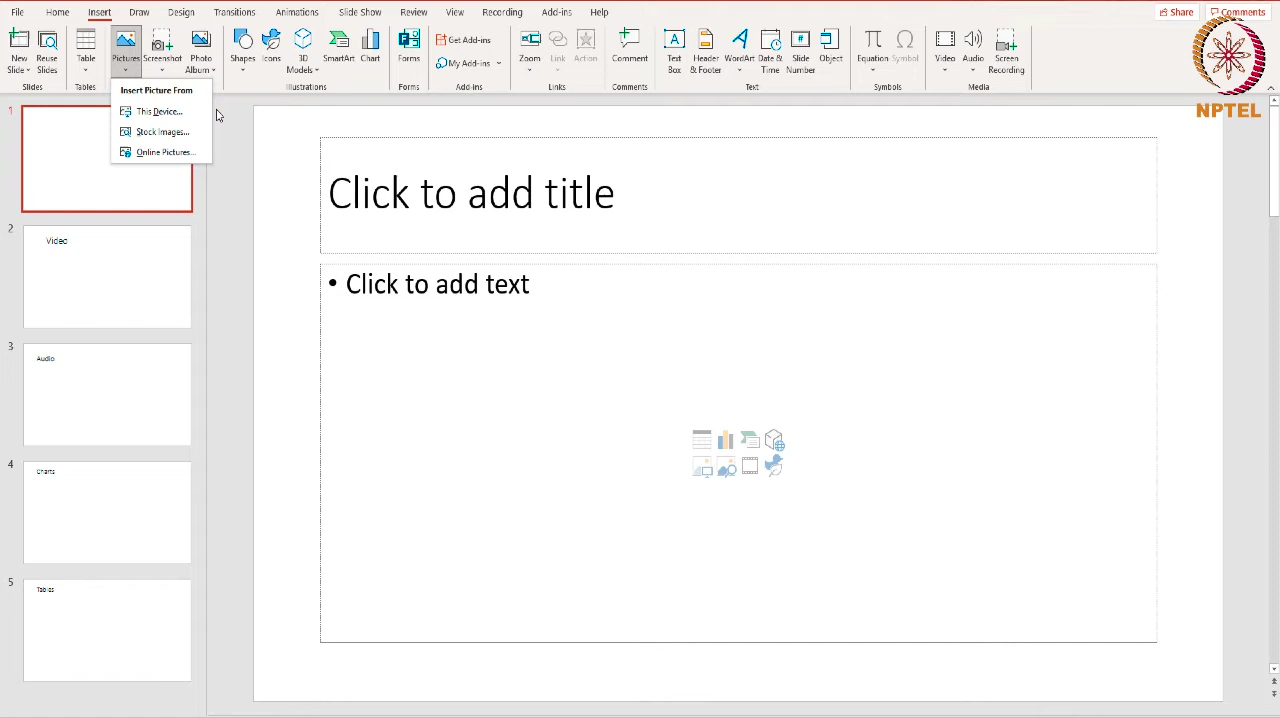 File Home Insert Draw Design Transitions Animations Slide Show Review View Recording Add-ins Help Share Comments
New Slide Reuse Slides Table Pictures Screenshot Photo Album Shapes Icons 3D Models SmartArt Chart Forms Get Add-ins My Add-ins Zoom Link Action Comment Text Box Header & Footer WordArt Date & Time Slide Number Object Equation Symbol Video Audio Screen Recording
Slides Tables Illustrations Forms Add-ins Links Comments Text Symbols Media
NPTEL
Insert Picture From
This Device...
Stock Images...
Online Pictures...
1
2
Video
3
Audio
4
Charts
5
Tables
Click to add title
• Click to add text